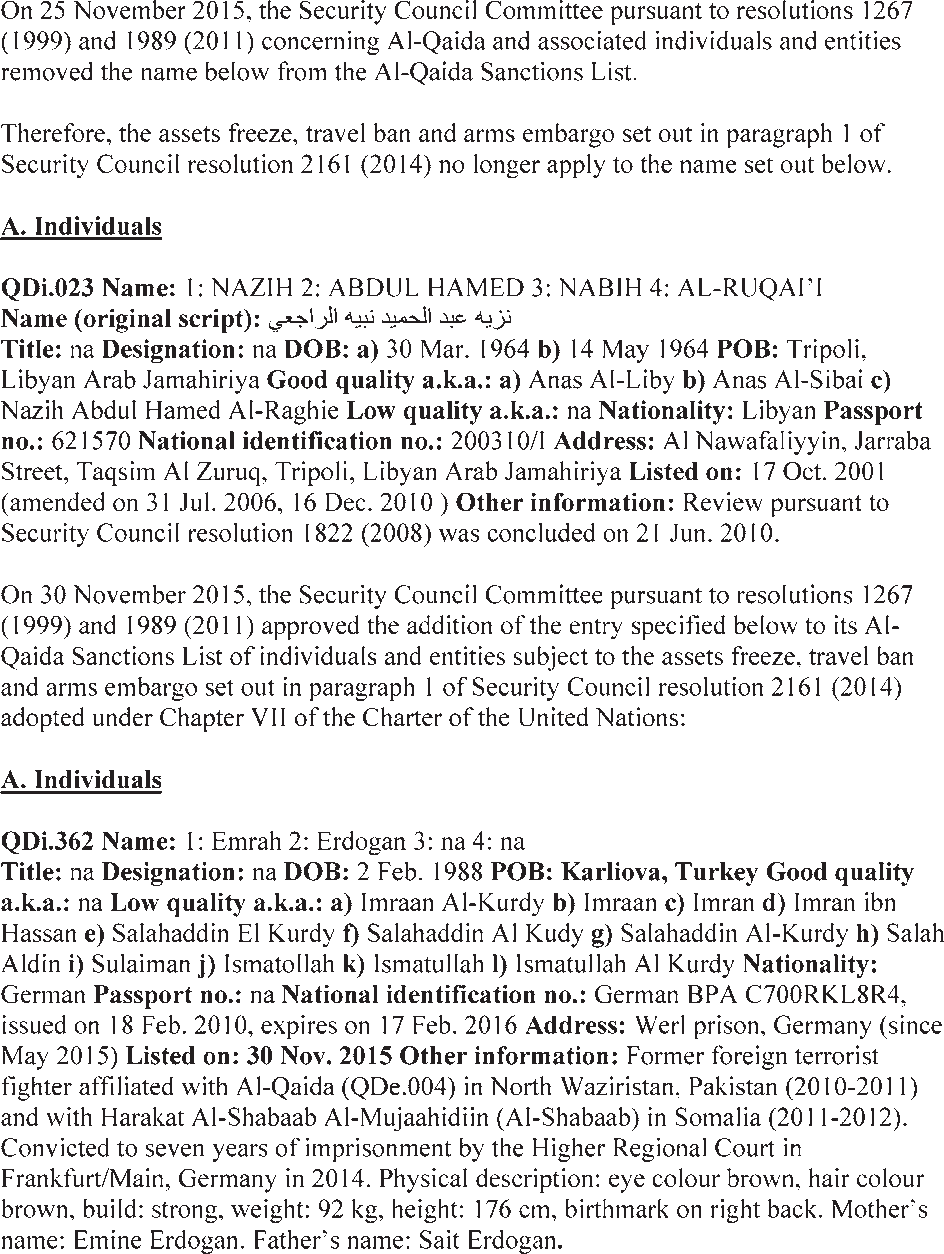 On 25 November 2015, the Security Council Committee pursuant to resolutions 1267
(1999) and 1989 (2011) concerning Al-Qaida and associated individuals and entities
removed the name below from the Al-Qaida Sanctions List.

Therefore, the assets freeze, travel ban and arms embargo set out in paragraph 1 of
Security Council resolution 2161 (2014) no longer apply to the name set out below.

A. Individuals

QDi.023 Name: 1: NAZIH 2: ABDUL HAMED 3: NABIH 4: AL-RUQAI'I
Name (original script): نزيه عبد الحميد نبيه الراجعي
Title: na Designation: na DOB: a) 30 Mar. 1964 b) 14 May 1964 POB: Tripoli,
Libyan Arab Jamahiriya Good quality a.k.a.: a) Anas Al-Liby b) Anas Al-Sibai c)
Nazih Abdul Hamed Al-Raghie Low quality a.k.a.: na Nationality: Libyan Passport
no.: 621570 National identification no.: 200310/I Address: Al Nawafaliyyin, Jarraba
Street, Taqsim Al Zuruq, Tripoli, Libyan Arab Jamahiriya Listed on: 17 Oct. 2001
(amended on 31 Jul. 2006, 16 Dec. 2010 ) Other information: Review pursuant to
Security Council resolution 1822 (2008) was concluded on 21 Jun. 2010.

On 30 November 2015, the Security Council Committee pursuant to resolutions 1267
(1999) and 1989 (2011) approved the addition of the entry specified below to its Al-
Qaida Sanctions List of individuals and entities subject to the assets freeze, travel ban
and arms embargo set out in paragraph 1 of Security Council resolution 2161 (2014)
adopted under Chapter VII of the Charter of the United Nations:

A. Individuals

QDi.362 Name: 1: Emrah 2: Erdogan 3: na 4: na
Title: na Designation: na DOB: 2 Feb. 1988 POB: Karliova, Turkey Good quality
a.k.a.: na Low quality a.k.a.: a) Imraan Al-Kurdy b) Imraan c) Imran d) Imran ibn
Hassan e) Salahaddin El Kurdy f) Salahaddin Al Kudy g) Salahaddin Al-Kurdy h) Salah
Aldin i) Sulaiman j) Ismatollah k) Ismatullah l) Ismatullah Al Kurdy Nationality:
German Passport no.: na National identification no.: German BPA C700RKL8R4,
issued on 18 Feb. 2010, expires on 17 Feb. 2016 Address: Werl prison, Germany (since
May 2015) Listed on: 30 Nov. 2015 Other information: Former foreign terrorist
fighter affiliated with Al-Qaida (QDe.004) in North Waziristan, Pakistan (2010-2011)
and with Harakat Al-Shabaab Al-Mujaahidiin (Al-Shabaab) in Somalia (2011-2012).
Convicted to seven years of imprisonment by the Higher Regional Court in
Frankfurt/Main, Germany in 2014. Physical description: eye colour brown, hair colour
brown, build: strong, weight: 92 kg, height: 176 cm, birthmark on right back. Mother's
name: Emine Erdogan. Father's name: Sait Erdogan.